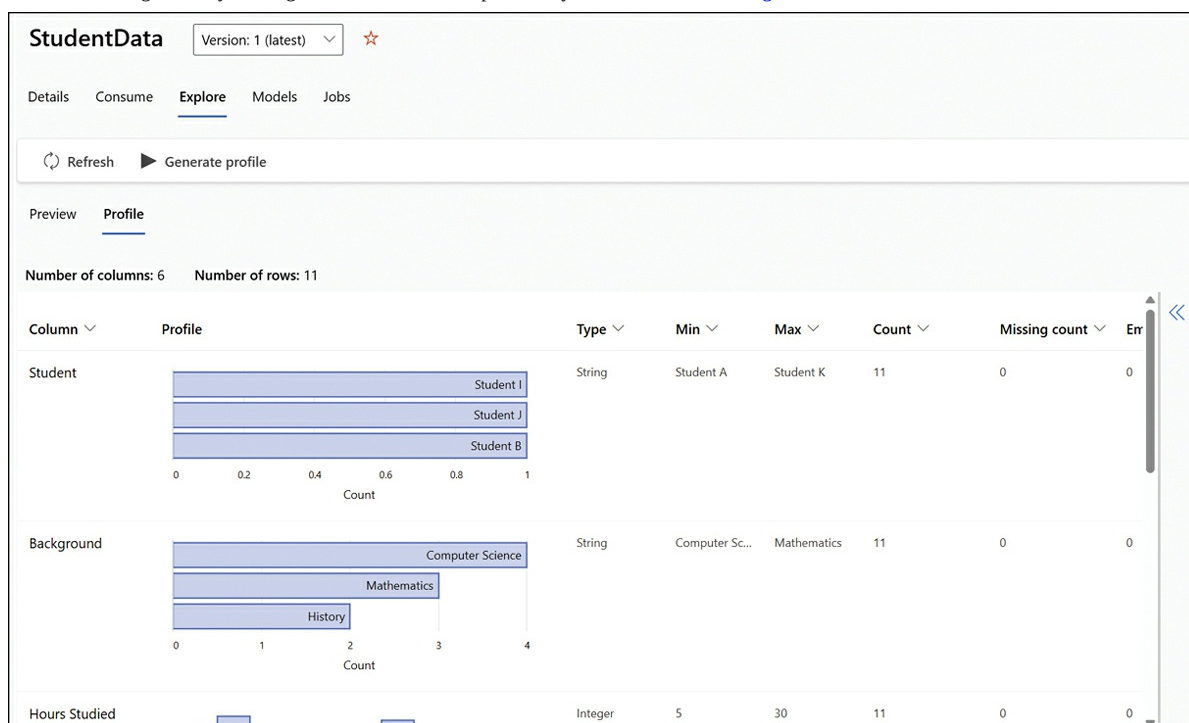 StudentData Version: 1 (latest)
Details Consume Explore Models Jobs
Refresh Generate profile
Preview Profile
Number of columns: 6 Number of rows: 11
Column Profile Type Min Max Count Missing count Em
Student String Student A Student K 11 0 0
Student I
Student J
Student B
0 0.2 0.4 0.6 0.8 1
Count
Background String Computer Sc... Mathematics 11 0 0
Computer Science
Mathematics
History
0 1 2 3 4
Count
Hours Studied Integer 5 30 11 0 0